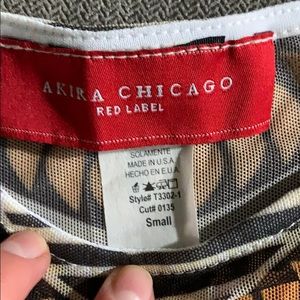 AKIRA CHICAGO
RED LABEL
SOLAMENTE
MADE IN U.S.A.
HECHO EN E.U.A.
Style# T3302-1
Cut# 0135
Small